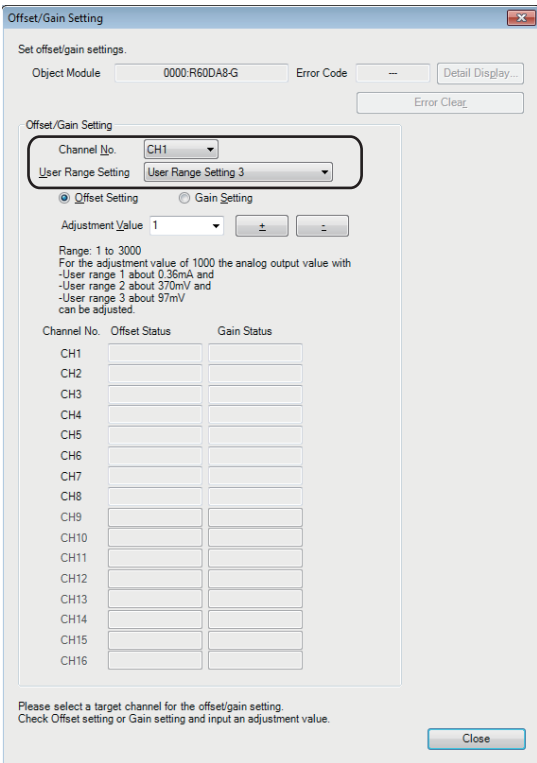 Offset/Gain Setting
Set offset/gain settings.
Object Module 0000:R60DA8-G Error Code --- Detail Display...
Error Clear
Offset/Gain Setting
Channel No. CH1
User Range Setting User Range Setting 3
Offset Setting Gain Setting
Adjustment Value 1 + -
Range: 1 to 3000
For the adjustment value of 1000 the analog output value with
-User range 1 about 0.36mA and
-User range 2 about 370mV and
-User range 3 about 97mV
can be adjusted.
Channel No. Offset Status Gain Status
CH1
CH2
CH3
CH4
CH5
CH6
CH7
CH8
CH9
CH10
CH11
CH12
CH13
CH14
CH15
CH16
Please select a target channel for the offset/gain setting.
Check Offset setting or Gain setting and input an adjustment value.
Close